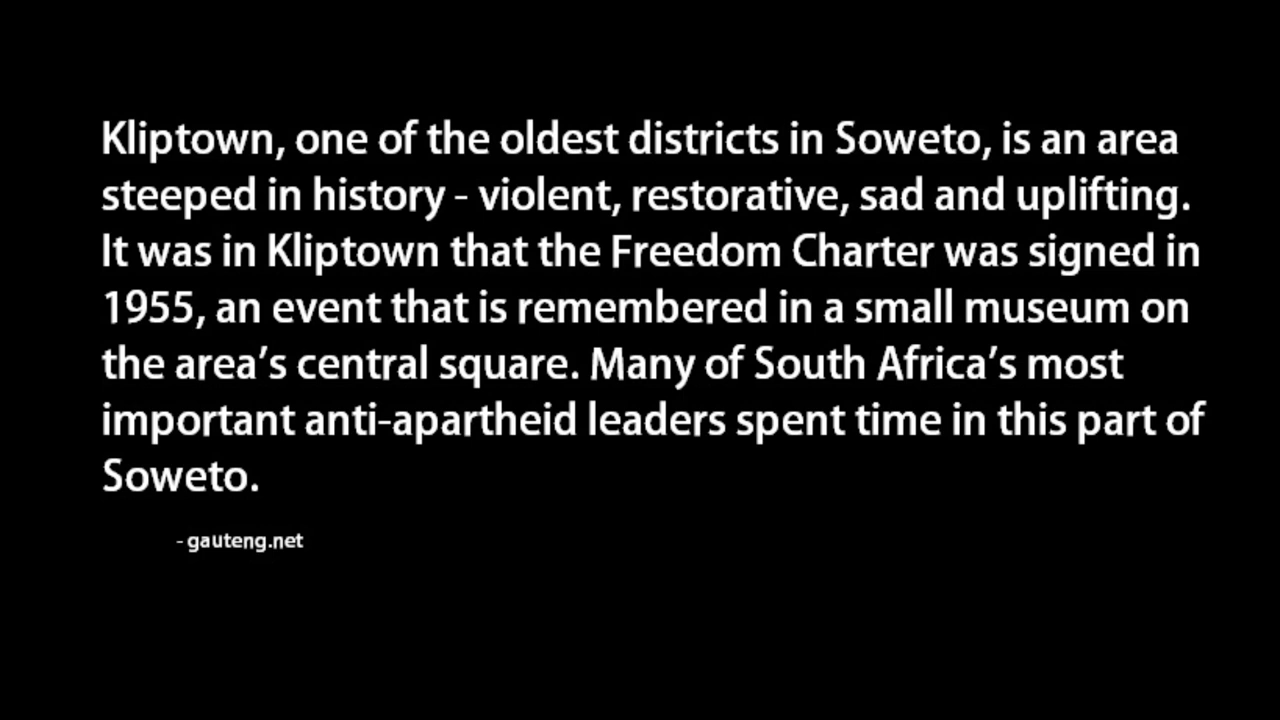 Kliptown, one of the oldest districts in Soweto, is an area
steeped in history - violent, restorative, sad and uplifting.
It was in Kliptown that the Freedom Charter was signed in
1955, an event that is remembered in a small museum on
the area’s central square. Many of South Africa’s most
important anti-apartheid leaders spent time in this part of
Soweto.
- gauteng.net